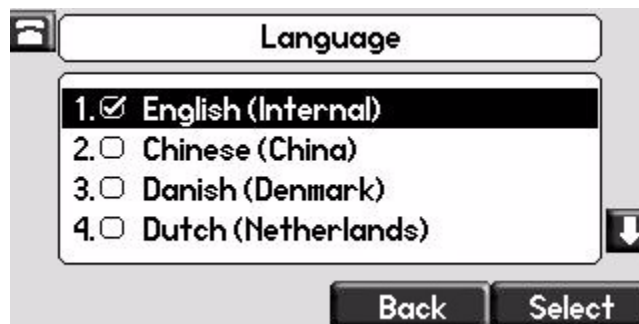 Language
1. English (Internal)
2. Chinese (China)
3. Danish (Denmark)
4. Dutch (Netherlands)
Back Select